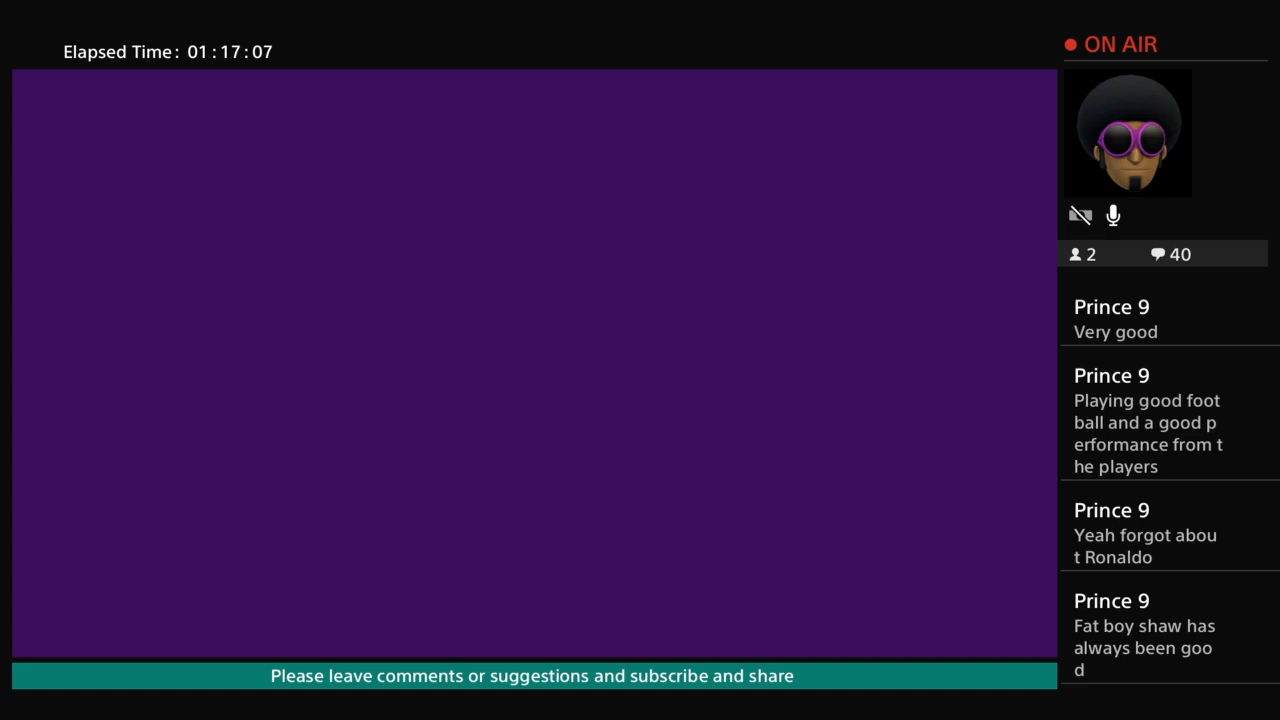 Elapsed Time: 01:17:07
ON AIR
2 40
Prince 9
Very good
Prince 9
Playing good foot
ball and a good p
erformance from t
he players
Prince 9
Yeah forgot abou
t Ronaldo
Prince 9
Fat boy shaw has
always been goo
d
Please leave comments or suggestions and subscribe and share